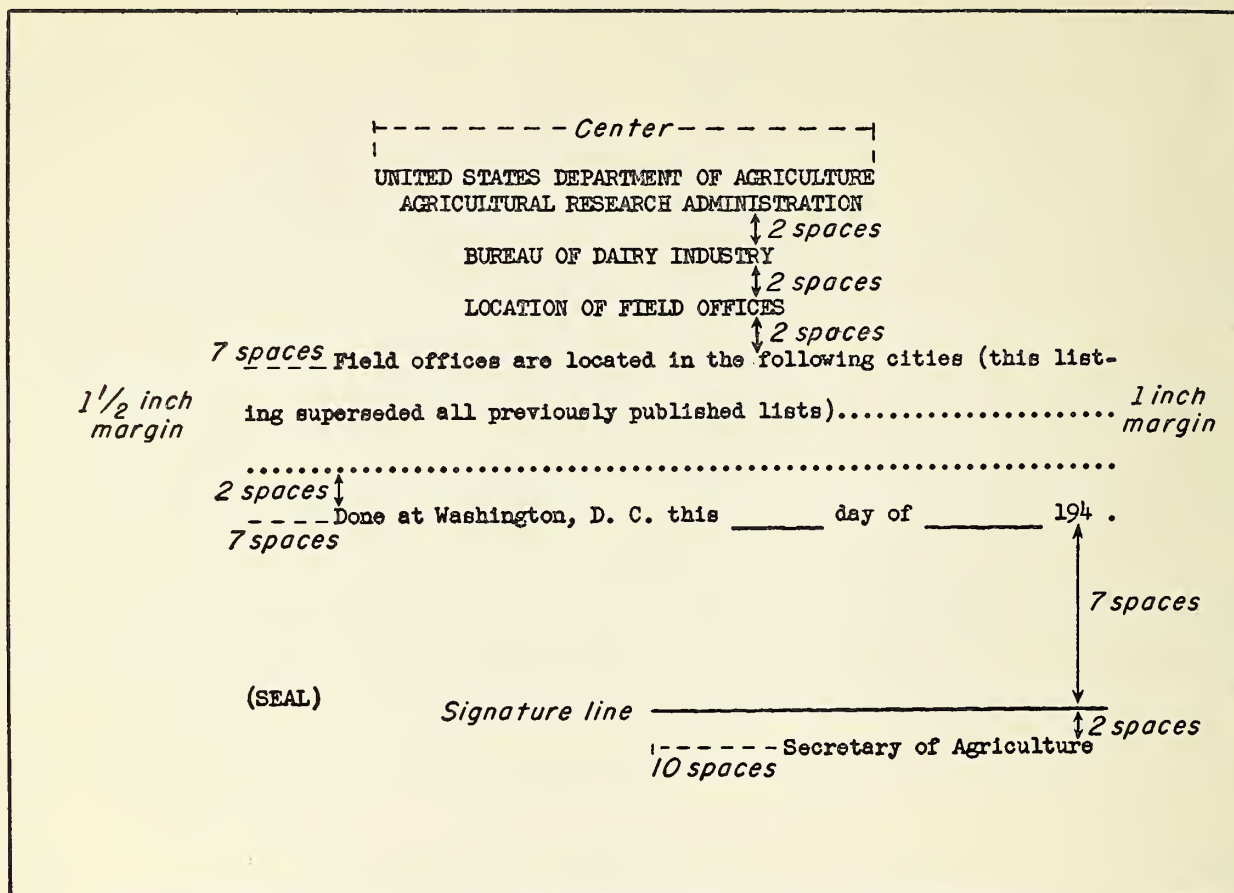 Center
UNITED STATES DEPARTMENT OF AGRICULTURE
AGRICULTURAL RESEARCH ADMINISTRATION
2 spaces
BUREAU OF DAIRY INDUSTRY
2 spaces
LOCATION OF FIELD OFFICES
2 spaces
7 spaces Field offices are located in the following cities (this list-
1 1/2 inch margin
ing superseded all previously published lists)..........................
1 inch margin
................................................................................
2 spaces
Done at Washington, D. C. this ______ day of ________ 194 .
7 spaces
7 spaces
(SEAL)
Signature line
2 spaces
Secretary of Agriculture
10 spaces